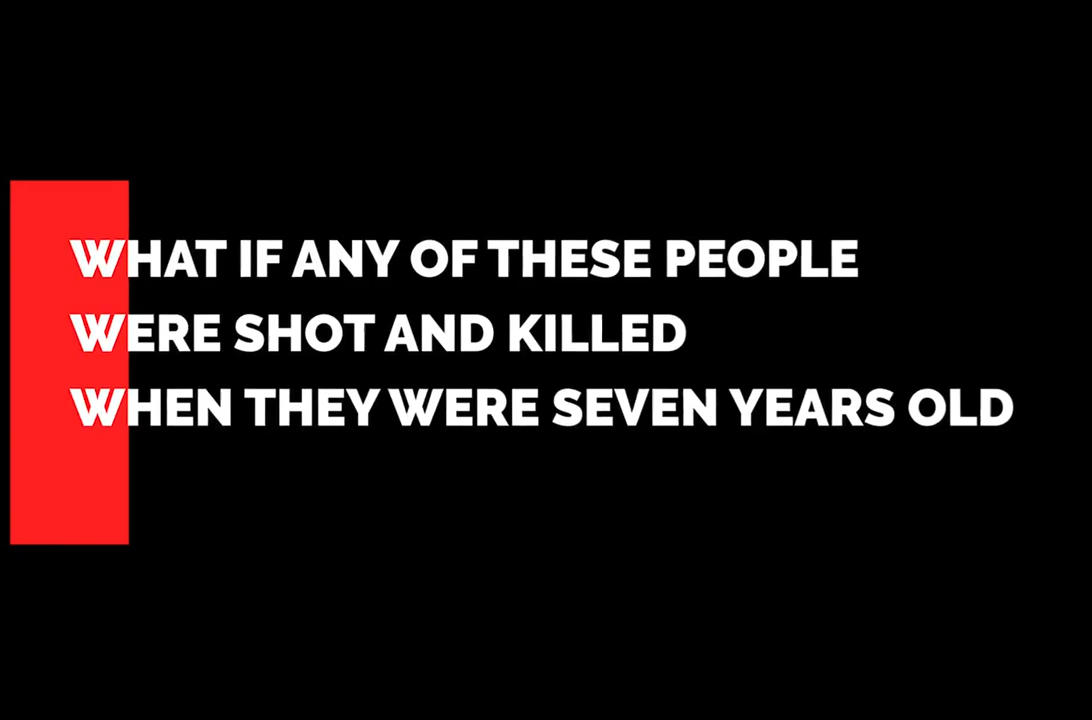 WHAT IF ANY OF THESE PEOPLE
WERE SHOT AND KILLED
WHEN THEY WERE SEVEN YEARS OLD